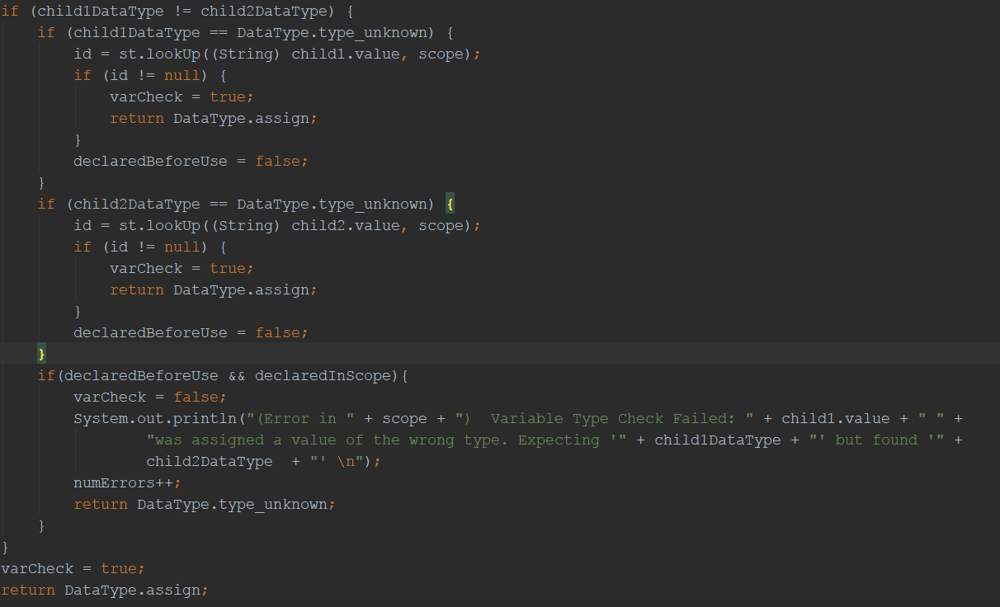 if (child1DataType != child2DataType) {
    if (child1DataType == DataType.type_unknown) {
        id = st.lookUp((String) child1.value, scope);
        if (id != null) {
            varCheck = true;
            return DataType.assign;
        }
        declaredBeforeUse = false;
    }
    if (child2DataType == DataType.type_unknown) {
        id = st.lookUp((String) child2.value, scope);
        if (id != null) {
            varCheck = true;
            return DataType.assign;
        }
        declaredBeforeUse = false;
    }
    if(declaredBeforeUse && declaredInScope){
        varCheck = false;
        System.out.println("(Error in " + scope + ")  Variable Type Check Failed: " + child1.value + " " +
                "was assigned a value of the wrong type. Expecting '" + child1DataType + "' but found '" +
                child2DataType  + "' \n");
        numErrors++;
        return DataType.type_unknown;
    }
}
varCheck = true;
return DataType.assign;